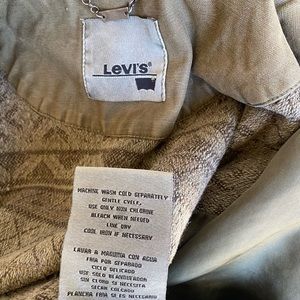 Levi's®
MACHINE WASH COLD SEPARATELY
GENTLE CYCLE,
USE ONLY NON CHLORINE
BLEACH WHEN NEEDED
LINE DRY
COOL IRON IF NECESSARY
LAVAR A MAQUINA CON AGUA
FRIA POR SEPARADO
CICLO DELICADO
USE SOLO BLANQUEADOR
SIN CLORO SI NECESITA
SECAR COLGADO
PLANCHA FRIA SI ES NECESARIO